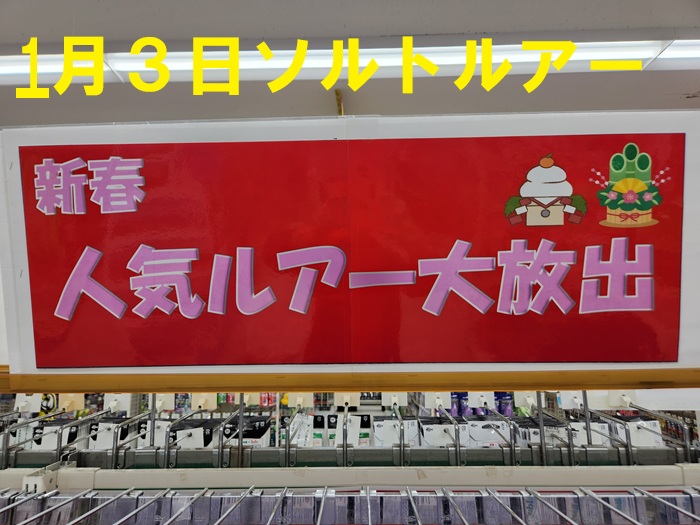 1月３日ソルトルアー
新春
人気ルアー大放出